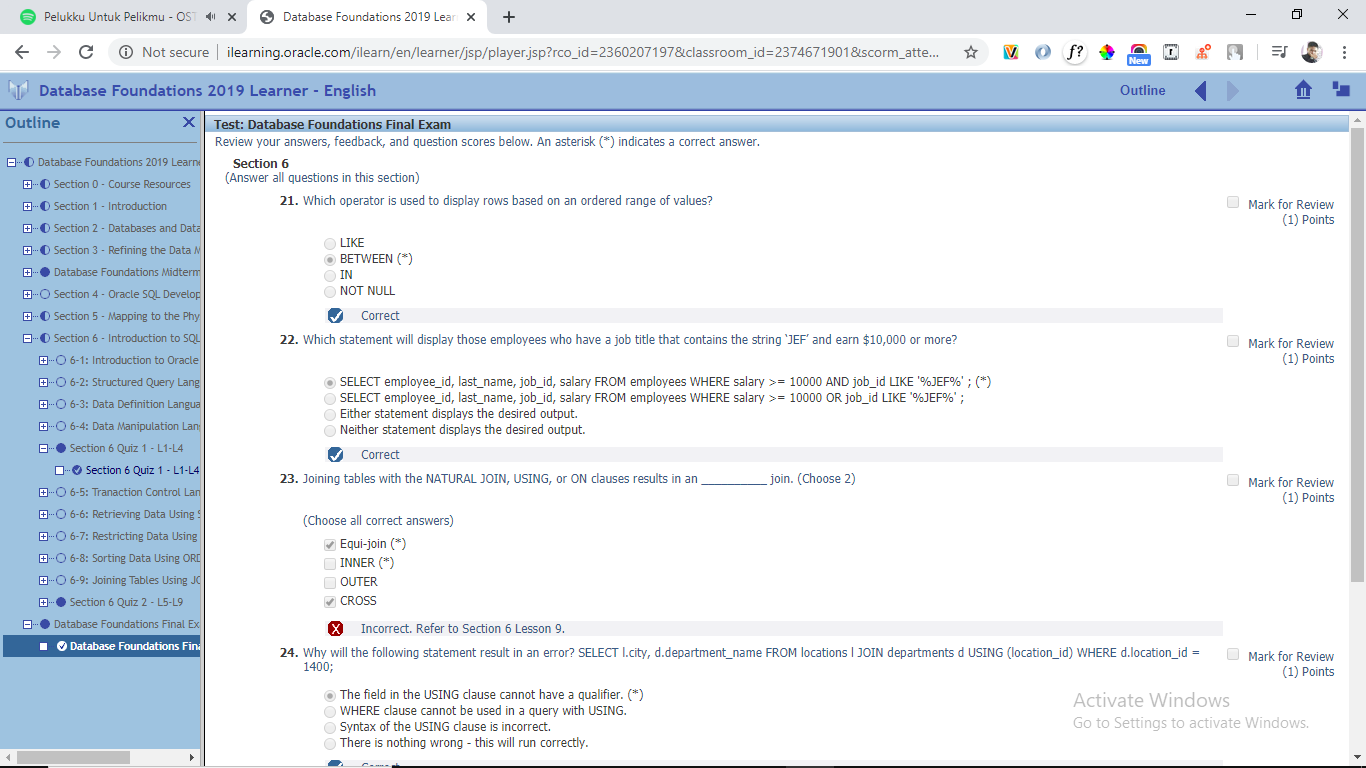 Pelukku Untuk Pelikmu - OST
Database Foundations 2019 Lear
Not secure
ilearning.oracle.com/ilearn/en/learner/jsp/player.jsp?rco_id=2360207197&classroom_id=2374671901&scorm_atte...
New
Database Foundations 2019 Learner - English
Outline
Outline
X
Database Foundations 2019 Learne
Section 0 - Course Resources
Section 1 - Introduction
Section 2 - Databases and Data
Section 3 - Refining the Data M
Database Foundations Midterm
Section 4 - Oracle SQL Develop
Section 5 - Mapping to the Phy
Section 6 - Introduction to SQL
6-1: Introduction to Oracle
6-2: Structured Query Lang
6-3: Data Definition Langua
6-4: Data Manipulation Lan
Section 6 Quiz 1 - L1-L4
Section 6 Quiz 1 - L1-L4
6-5: Tranaction Control Lan
6-6: Retrieving Data Using S
6-7: Restricting Data Using
6-8: Sorting Data Using ORD
6-9: Joining Tables Using JO
Section 6 Quiz 2 - L5-L9
Database Foundations Final Ex
Database Foundations Fina
Test: Database Foundations Final Exam
Review your answers, feedback, and question scores below. An asterisk (*) indicates a correct answer.
Section 6
(Answer all questions in this section)
21. Which operator is used to display rows based on an ordered range of values?
Mark for Review
(1) Points
LIKE
BETWEEN (*)
IN
NOT NULL
Correct
22. Which statement will display those employees who have a job title that contains the string ‘JEF’ and earn $10,000 or more?
Mark for Review
(1) Points
SELECT employee_id, last_name, job_id, salary FROM employees WHERE salary >= 10000 AND job_id LIKE '%JEF%' ; (*)
SELECT employee_id, last_name, job_id, salary FROM employees WHERE salary >= 10000 OR job_id LIKE '%JEF%' ;
Either statement displays the desired output.
Neither statement displays the desired output.
Correct
23. Joining tables with the NATURAL JOIN, USING, or ON clauses results in an __________ join. (Choose 2)
Mark for Review
(1) Points
(Choose all correct answers)
Equi-join (*)
INNER (*)
OUTER
CROSS
X
Incorrect. Refer to Section 6 Lesson 9.
24. Why will the following statement result in an error? SELECT l.city, d.department_name FROM locations l JOIN departments d USING (location_id) WHERE d.location_id =
1400;
Mark for Review
(1) Points
The field in the USING clause cannot have a qualifier. (*)
WHERE clause cannot be used in a query with USING.
Syntax of the USING clause is incorrect.
There is nothing wrong - this will run correctly.
Correct
Activate Windows
Go to Settings to activate Windows.